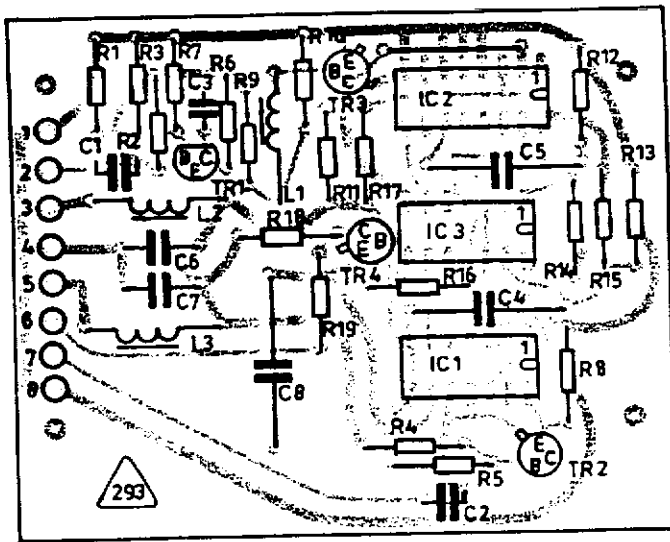 R1
R3
R7
R6
R9
C3
TR3
B E C
IC2
1
R12
R13
1
2
3
4
5
6
7
8
C1
R2
B C E
TR1
L1
R11
R17
C5
L2
R18
C E B
TR4
IC3
1
R14
R15
C6
C7
R16
C4
L3
R19
C8
IC1
1
R8
R4
R5
E B C
TR2
C2
293